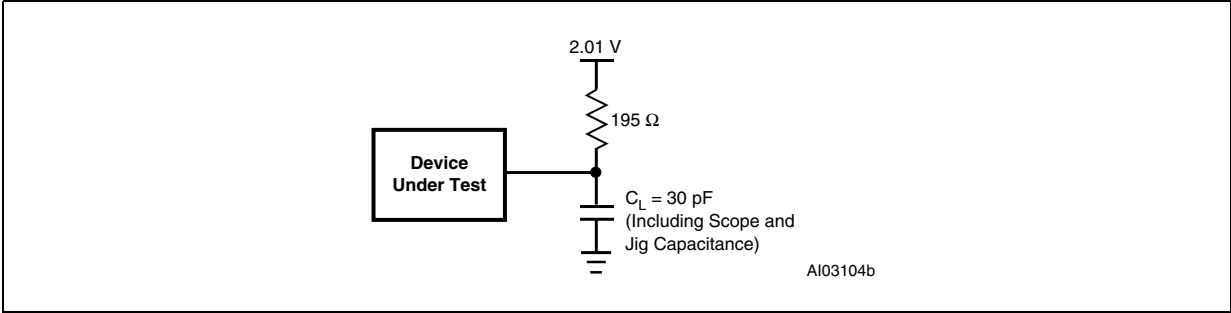 2.01 V
195 Ω
Device
Under Test
C_L = 30 pF
(Including Scope and
Jig Capacitance)
AI03104b